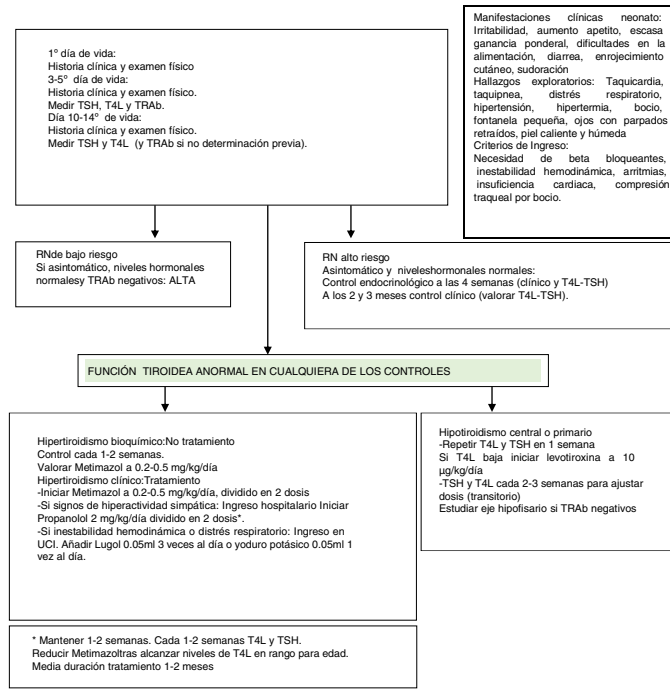 1º día de vida:
Historia clínica y examen físico
3-5º día de vida:
Historia clínica y examen físico.
Medir TSH, T4L y TRAb.
Día 10-14º de vida:
Historia clínica y examen físico.
Medir TSH y T4L (y TRAb si no determinación previa).
Manifestaciones clínicas neonato:
Irritabilidad, aumento apetito, escasa
ganancia ponderal, dificultades en la
alimentación, diarrea, enrojecimiento
cutáneo, sudoración
Hallazgos exploratorios: Taquicardia,
taquipnea, distrés respiratorio,
hipertensión, hipertermia, bocio,
fontanela pequeña, ojos con parpados
retraídos, piel caliente y húmeda
Criterios de Ingreso:
Necesidad de beta bloqueantes,
inestabilidad hemodinámica, arritmias,
insuficiencia cardiaca, compresión
traqueal por bocio.
RNde bajo riesgo
Si asintomático, niveles hormonales
normalesy TRAb negativos: ALTA
RN alto riesgo
Asintomático y niveleshormonales normales:
Control endocrinológico a las 4 semanas (clínico y T4L-TSH)
A los 2 y 3 meses control clínico (valorar T4L-TSH).
FUNCIÓN TIROIDEA ANORMAL EN CUALQUIERA DE LOS CONTROLES
Hipertiroidismo bioquímico:No tratamiento
Control cada 1-2 semanas.
Valorar Metimazol a 0.2-0.5 mg/kg/día
Hipertiroidismo clínico:Tratamiento
-Iniciar Metimazol a 0.2-0.5 mg/kg/día, dividido en 2 dosis
-Si signos de hiperactividad simpática: Ingreso hospitalario Iniciar
Propanolol 2 mg/kg/día dividido en 2 dosis*.
-Si inestabilidad hemodinámica o distrés respiratorio: Ingreso en
UCI. Añadir Lugol 0.05ml 3 veces al día o yoduro potásico 0.05ml 1
vez al día.
Hipotiroidismo central o primario
-Repetir T4L y TSH en 1 semana
Si T4L baja iniciar levotiroxina a 10
µg/kg/día
-TSH y T4L cada 2-3 semanas para ajustar
dosis (transitorio)
Estudiar eje hipofisario si TRAb negativos
* Mantener 1-2 semanas. Cada 1-2 semanas T4L y TSH.
Reducir Metimazoltras alcanzar niveles de T4L en rango para edad.
Media duración tratamiento 1-2 meses